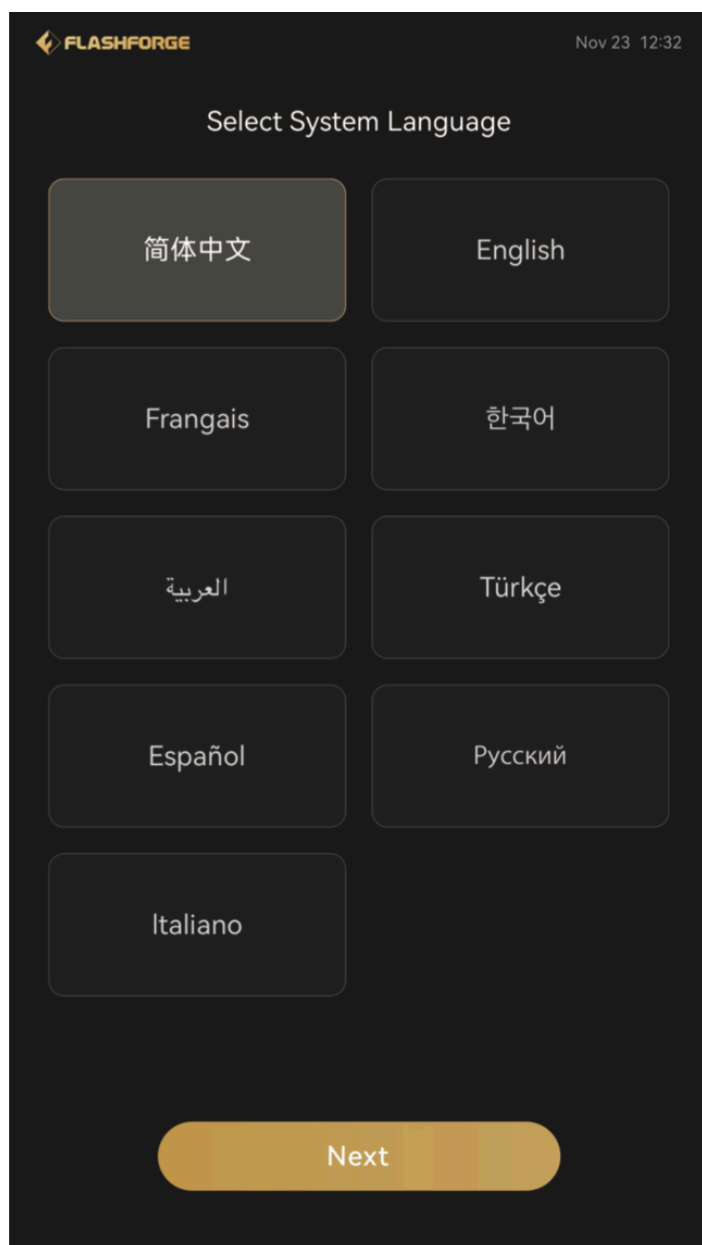 FLASHFORGE
Nov 23 12:32
Select System Language
简体中文
English
Frangais
한국어
العربية
Türkçe
Español
Русский
Italiano
Next